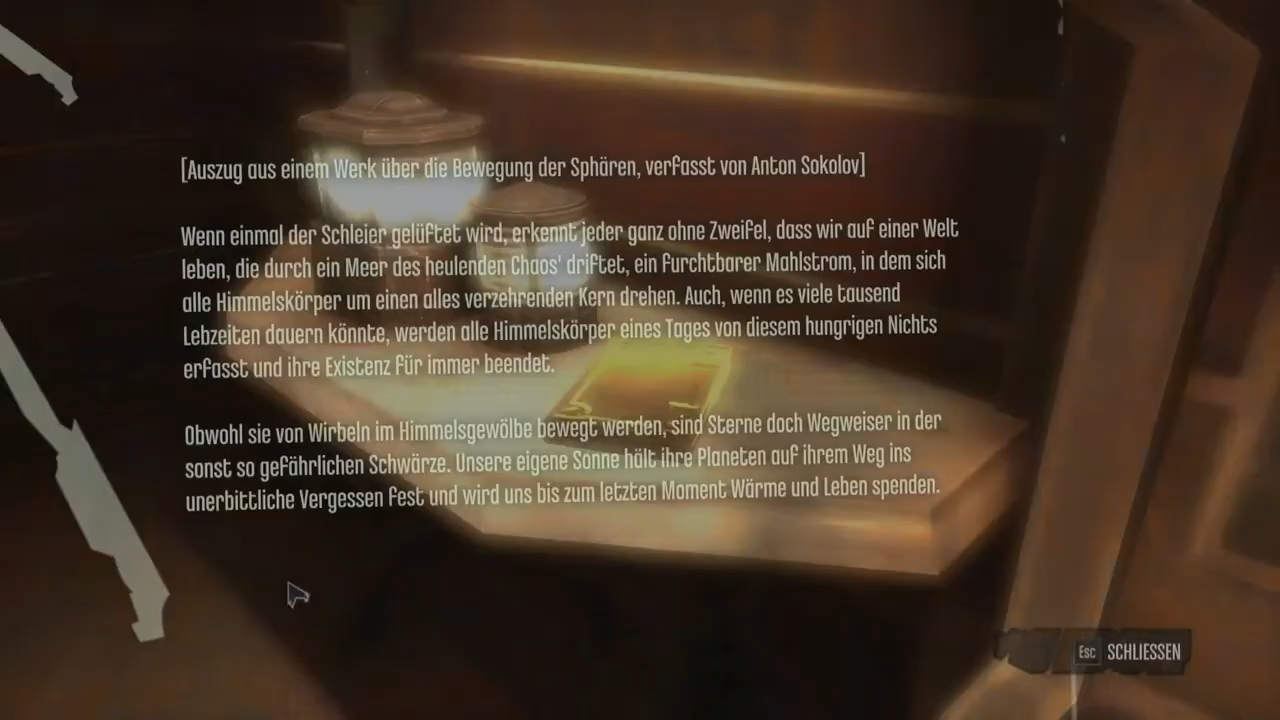 [Auszug aus einem Werk über die Bewegung der Sphären, verfasst von Anton Sokolov]
Wenn einmal der Schleier gelüftet wird, erkennt jeder ganz ohne Zweifel, dass wir auf einer Welt
leben, die durch ein Meer des heulenden Chaos' driftet, ein furchtbarer Mahlstrom, in dem sich
alle Himmelskörper um einen alles verzehrenden Kern drehen. Auch, wenn es viele tausend
Lebzeiten dauern könnte, werden alle Himmelskörper eines Tages von diesem hungrigen Nichts
erfasst und ihre Existenz für immer beendet.
Obwohl sie von Wirbeln im Himmelsgewölbe bewegt werden, sind Sterne doch Wegweiser in der
sonst so gefährlichen Schwärze. Unsere eigene Sonne hält ihre Planeten auf ihrem Weg ins
unerbittliche Vergessen fest und wird uns bis zum letzten Moment Wärme und Leben spenden.
Esc SCHLIESSEN